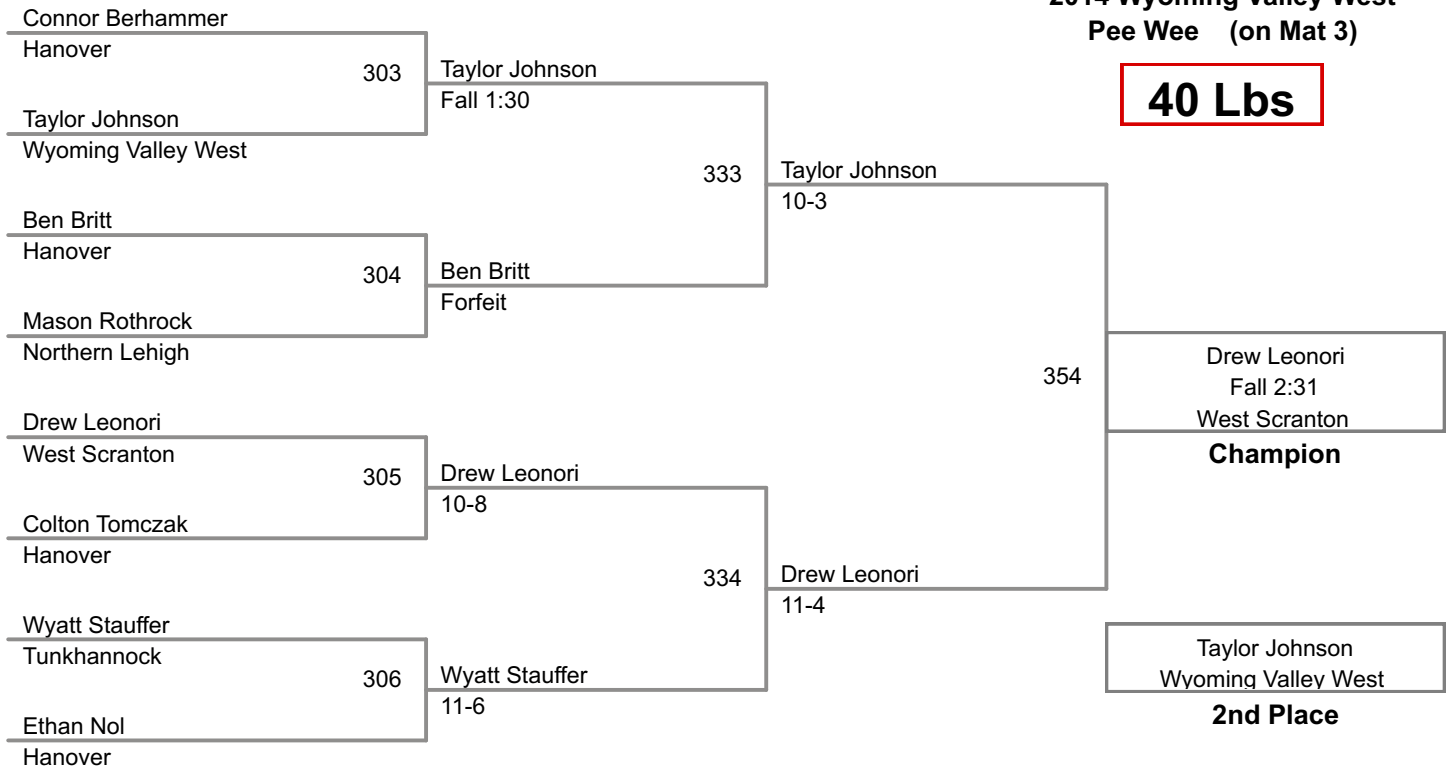 2014 Wyoming Valley West
Pee Wee (on Mat 3)
40 Lbs
Connor Berhammer
Hanover
303
Taylor Johnson
Fall 1:30
Taylor Johnson
Wyoming Valley West
333
Taylor Johnson
10-3
Ben Britt
Hanover
304
Ben Britt
Forfeit
Mason Rothrock
Northern Lehigh
354
Drew Leonori
Fall 2:31
West Scranton
Champion
Drew Leonori
West Scranton
305
Drew Leonori
10-8
Colton Tomczak
Hanover
334
Drew Leonori
11-4
Wyatt Stauffer
Tunkhannock
306
Wyatt Stauffer
11-6
Ethan Nol
Hanover
Taylor Johnson
Wyoming Valley West
2nd Place